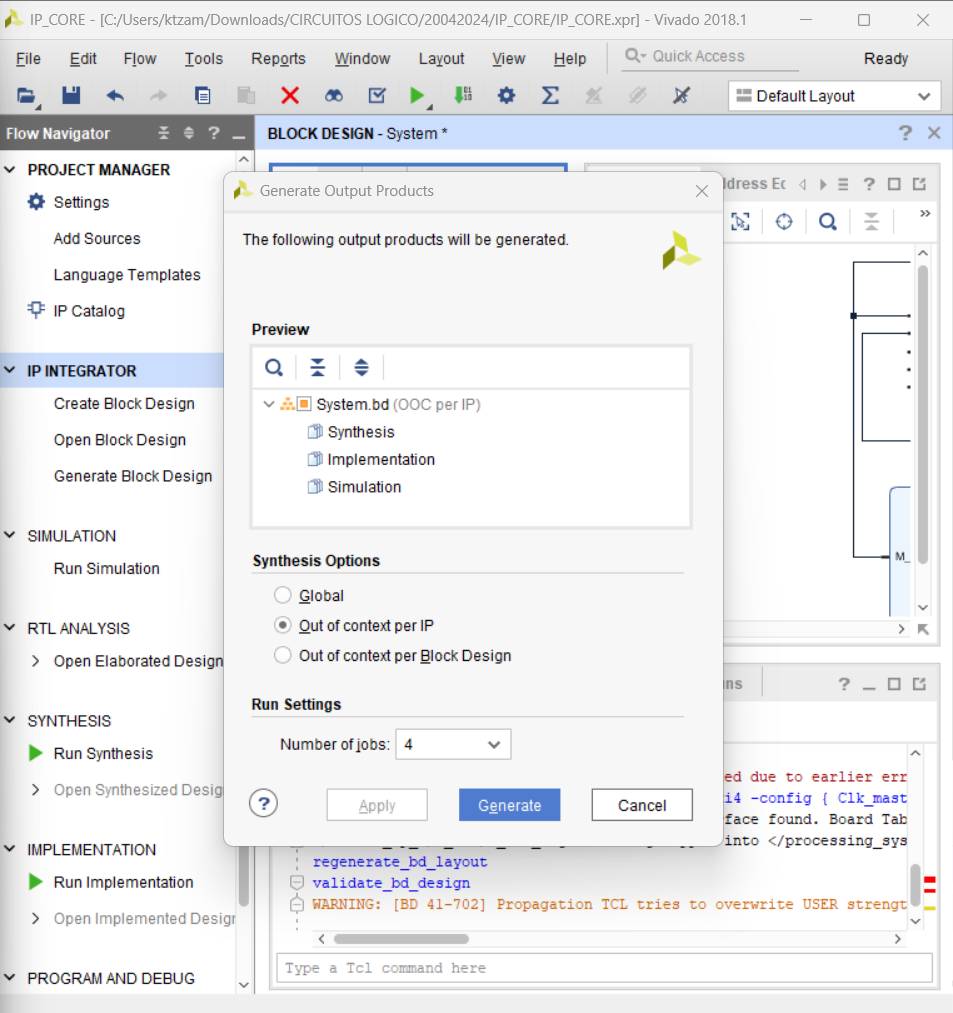 IP_CORE - [C:/Users/ktzam/Downloads/CIRCUITOS LOGICO/20042024/IP_CORE/IP_CORE.xpr] - Vivado 2018.1
File Edit Flow Tools Reports Window Layout View Help Quick Access Ready
Default Layout
Flow Navigator
BLOCK DESIGN - System *
PROJECT MANAGER
Settings
Add Sources
Language Templates
IP Catalog
IP INTEGRATOR
Create Block Design
Open Block Design
Generate Block Design
SIMULATION
Run Simulation
RTL ANALYSIS
Open Elaborated Design
SYNTHESIS
Run Synthesis
Open Synthesized Desig
IMPLEMENTATION
Run Implementation
Open Implemented Design
PROGRAM AND DEBUG
Generate Output Products
The following output products will be generated.
Preview
System.bd (OOC per IP)
Synthesis
Implementation
Simulation
Synthesis Options
Global
Out of context per IP
Out of context per Block Design
Run Settings
Number of jobs: 4
?
Apply
Generate
Cancel
dress Ec
M_
ns
ed due to earlier err
i4 -config { Clk_mast
face found. Board Tab
into </processing_sys
regenerate_bd_layout
validate_bd_design
WARNING: [BD 41-702] Propagation TCL tries to overwrite USER strengt
Type a Tcl command here